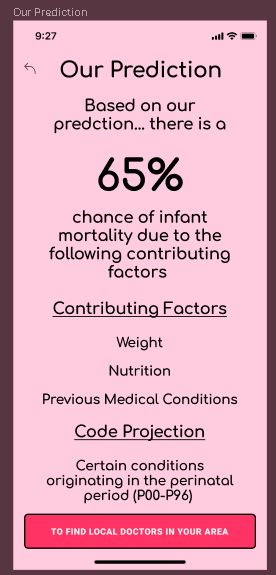 Our Prediction
9:27
Our Prediction
Based on our
predction... there is a
65%
chance of infant
mortality due to the
following contributing
factors
Contributing Factors
Weight
Nutrition
Previous Medical Conditions
Code Projection
Certain conditions
originating in the perinatal
period (P00-P96)
TO FIND LOCAL DOCTORS IN YOUR AREA